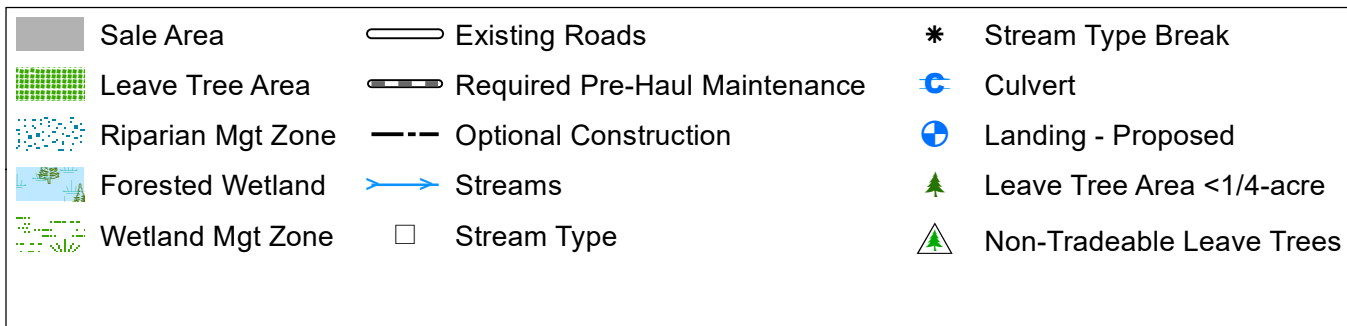 Sale Area
Leave Tree Area
Riparian Mgt Zone
Forested Wetland
Wetland Mgt Zone
Existing Roads
Required Pre-Haul Maintenance
Optional Construction
Streams
Stream Type
Stream Type Break
C Culvert
Landing - Proposed
Leave Tree Area <1/4-acre
Non-Tradeable Leave Trees